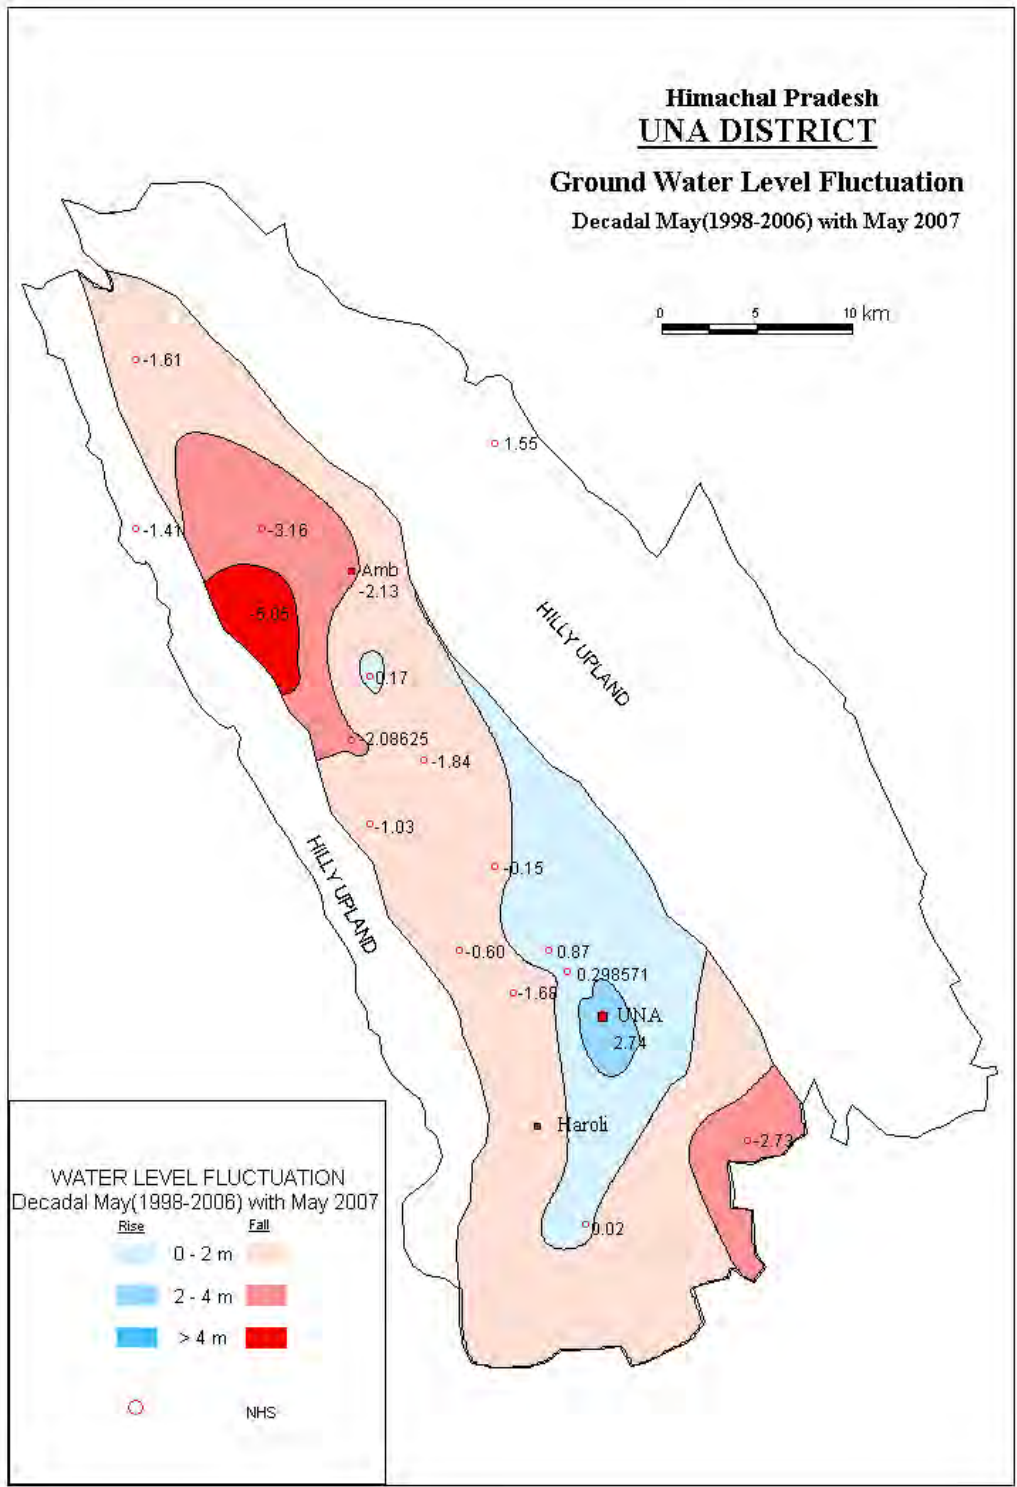 Himachal Pradesh
UNA DISTRICT
Ground Water Level Fluctuation
Decadal May(1998-2006) with May 2007
0 5 10 km
-1.61
1.55
-1.41
-3.16
Amb
-2.13
-5.05
HILLY UPLAND
0.17
-2.08625
-1.84
-1.03
-0.15
HILLY UPLAND
-0.60
0.87
0.298571
-1.68
UNA
2.74
Haroli
-2.73
0.02
WATER LEVEL FLUCTUATION
Decadal May(1998-2006) with May 2007
Rise Fall
0 - 2 m
2 - 4 m
> 4 m
NHS